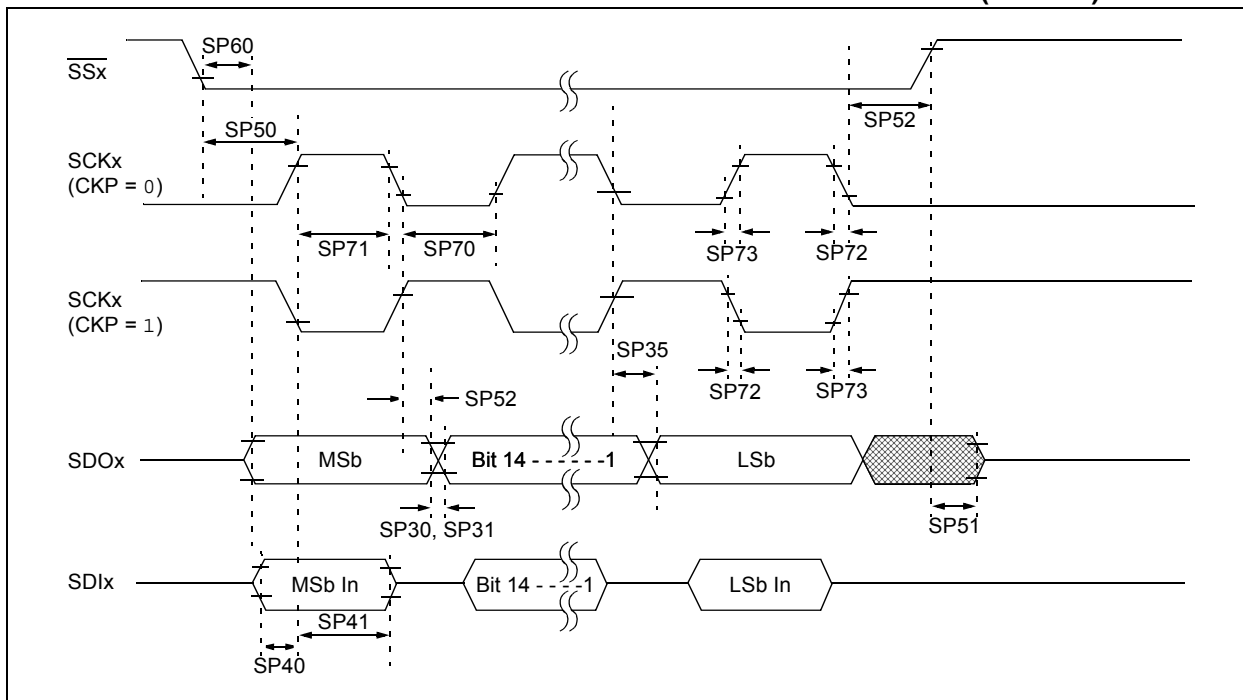 SP60
SSx
SP50
SP52
SCKx
(CKP = 0)
SP71
SP70
SP73
SP72
SCKx
(CKP = 1)
SP35
SP72
SP73
SP52
SDOx
MSb
Bit 14 - - - - - -1
LSb
SP30, SP31
SP51
SDIx
MSb In
Bit 14 - - - -1
LSb In
SP41
SP40